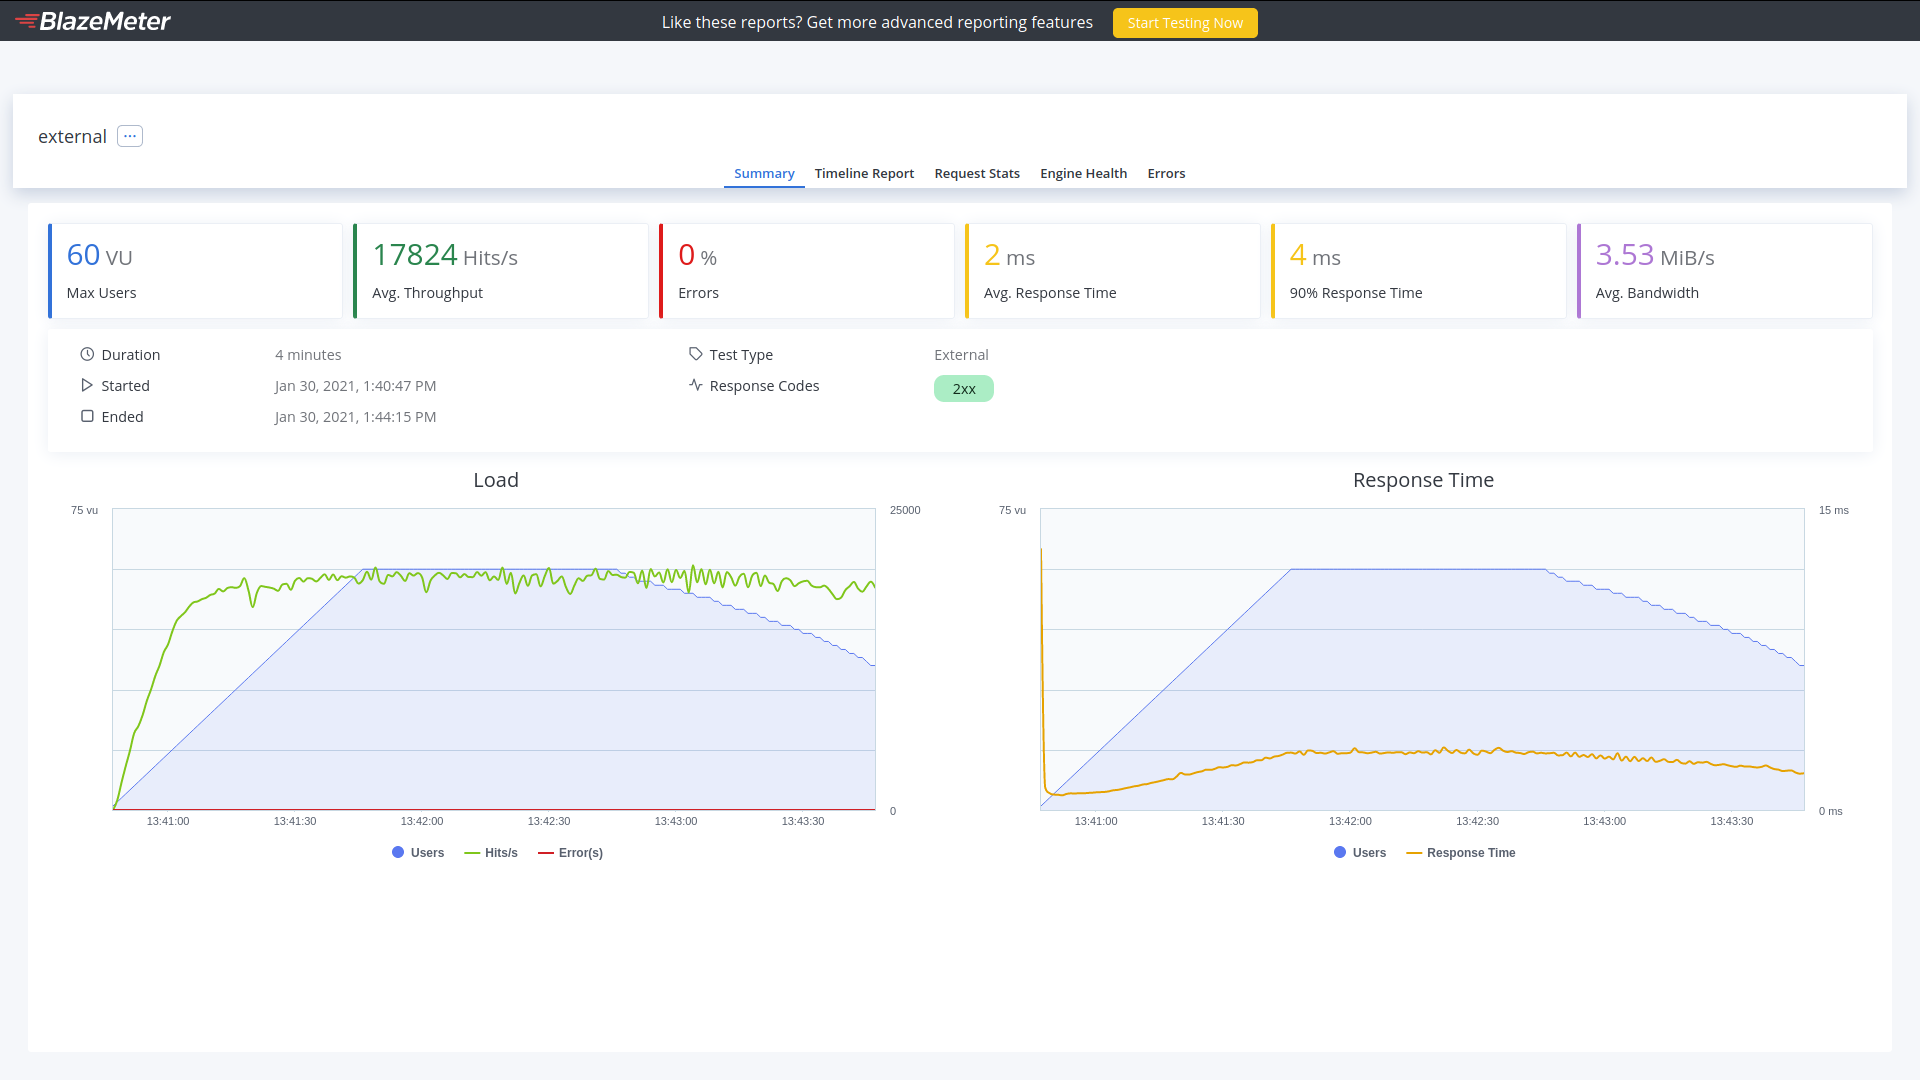 BlazeMeter
Like these reports? Get more advanced reporting features
Start Testing Now
external
...
Summary Timeline Report Request Stats Engine Health Errors
60 VU
Max Users
17824 Hits/s
Avg. Throughput
0 %
Errors
2 ms
Avg. Response Time
4 ms
90% Response Time
3.53 MiB/s
Avg. Bandwidth
Duration 4 minutes
Started Jan 30, 2021, 1:40:47 PM
Ended Jan 30, 2021, 1:44:15 PM
Test Type External
Response Codes 2xx
Load
75 vu 25000
0
13:41:00 13:41:30 13:42:00 13:42:30 13:43:00 13:43:30
Users Hits/s Error(s)
Response Time
75 vu 15 ms
0 ms
13:41:00 13:41:30 13:42:00 13:42:30 13:43:00 13:43:30
Users Response Time